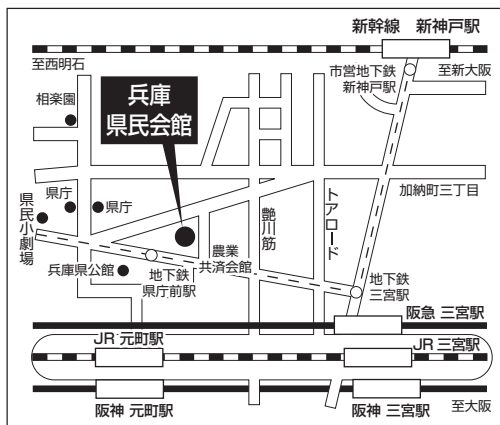 新幹線 新神戸駅
至西明石
市営地下鉄
新神戸駅
至新大阪
相楽園
兵庫
県民会館
加納町三丁目
県庁
県庁
県民小劇場
鯉川筋
トアロード
農業
共済会館
兵庫県公館
地下鉄
県庁前駅
地下鉄
三宮駅
阪急 三宮駅
JR 元町駅
JR 三宮駅
阪神 元町駅
阪神 三宮駅
至大阪